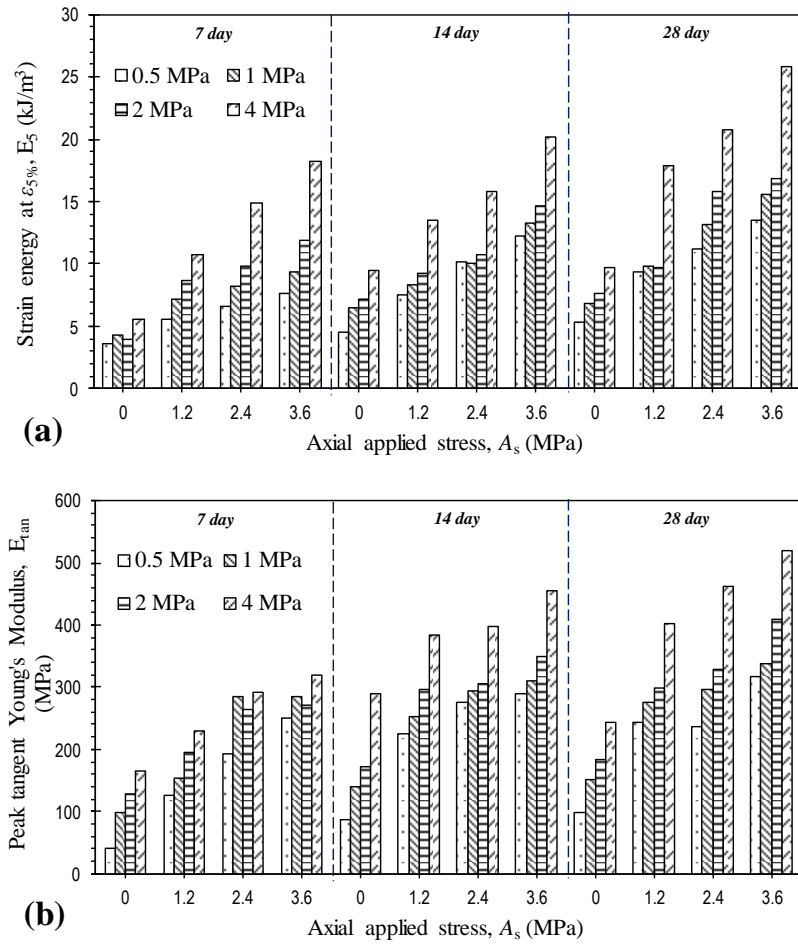 30
25
20
15
10
5
0
Strain energy at ε5%, E5 (kJ/m3)
7 day
14 day
28 day
0.5 MPa
1 MPa
2 MPa
4 MPa
0 1.2 2.4 3.6 0 1.2 2.4 3.6 0 1.2 2.4 3.6
(a)
Axial applied stress, As (MPa)
600
500
400
300
200
100
0
Peak tangent Young's Modulus, Etan
(MPa)
7 day
14 day
28 day
0.5 MPa
1 MPa
2 MPa
4 MPa
0 1.2 2.4 3.6 0 1.2 2.4 3.6 0 1.2 2.4 3.6
(b)
Axial applied stress, As (MPa)